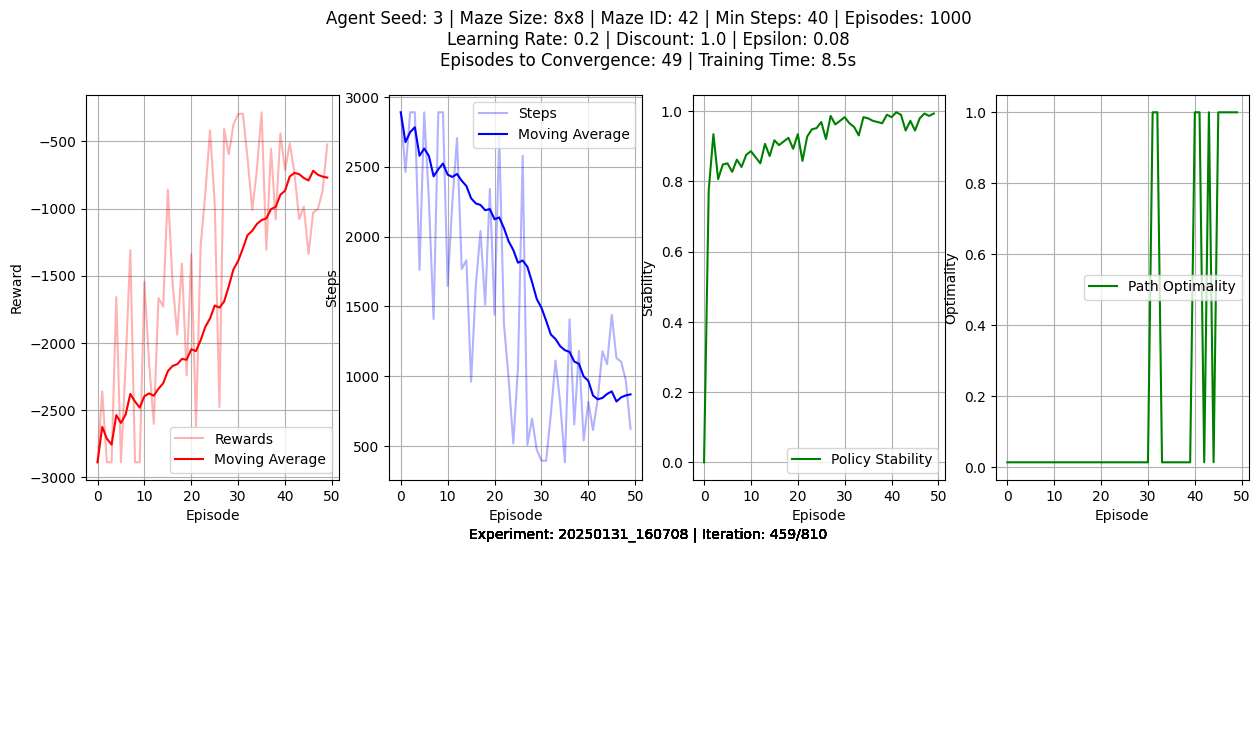 Agent Seed: 3 | Maze Size: 8x8 | Maze ID: 42 | Min Steps: 40 | Episodes: 1000
Learning Rate: 0.2 | Discount: 1.0 | Epsilon: 0.08
Episodes to Convergence: 49 | Training Time: 8.5s
Reward
−500
−1000
−1500
−2000
−2500
−3000
0 10 20 30 40 50
Episode
Rewards
Moving Average
Steps
3000
2500
2000
1500
1000
500
0 10 20 30 40 50
Episode
Steps
Moving Average
Stability
1.0
0.8
0.6
0.4
0.2
0.0
0 10 20 30 40 50
Episode
Policy Stability
Optimality
1.0
0.8
0.6
0.4
0.2
0.0
0 10 20 30 40 50
Episode
Path Optimality
Experiment: 20250131_160708 | Iteration: 459/810